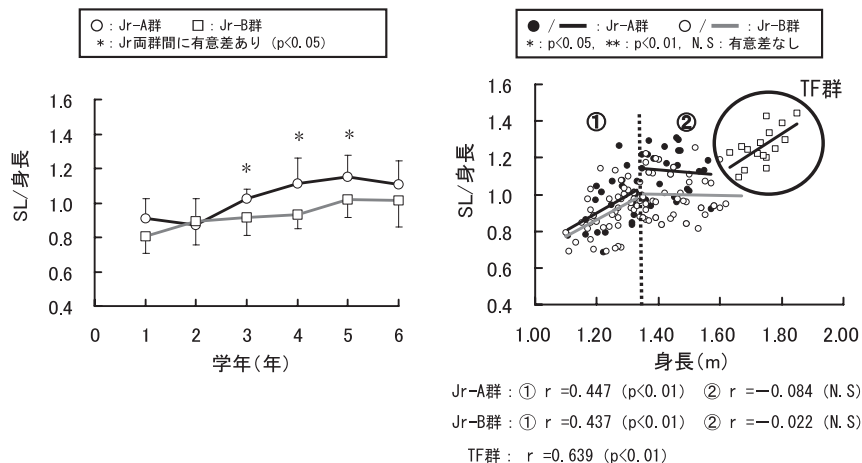 ○ : Jr-A群 □ : Jr-B群
* : Jr両群間に有意差あり (p<0.05)
SL/身長
1.6
1.4
1.2
1.0
0.8
0.6
0.4
* * *
0 1 2 3 4 5 6
学年(年)
●/━ : Jr-A群 ○/━ : Jr-B群
* : p<0.05, ** : p<0.01, N.S : 有意差なし
TF群
① ②
SL/身長
1.6
1.4
1.2
1.0
0.8
0.6
0.4
1.00 1.20 1.40 1.60 1.80 2.00
身長(m)
Jr-A群 : ① r =0.447 (p<0.01) ② r =-0.084 (N.S)
Jr-B群 : ① r =0.437 (p<0.01) ② r =-0.022 (N.S)
TF群 : r =0.639 (p<0.01)